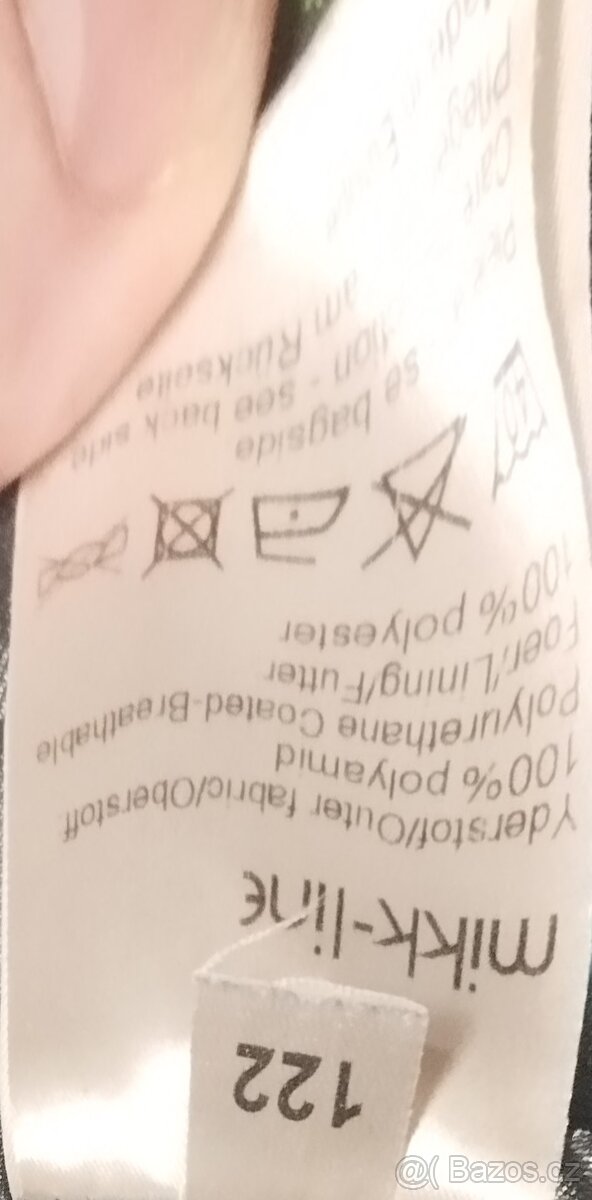 122
mikk-line
Yderstof/Outer fabric/Oberstoff
100% polyamid
Polyurethane Coated-Breathable
Foer/Lining/Futter
100% polyester
40
se bagside
- see back side
am Rückseite
@( Bazos.cz